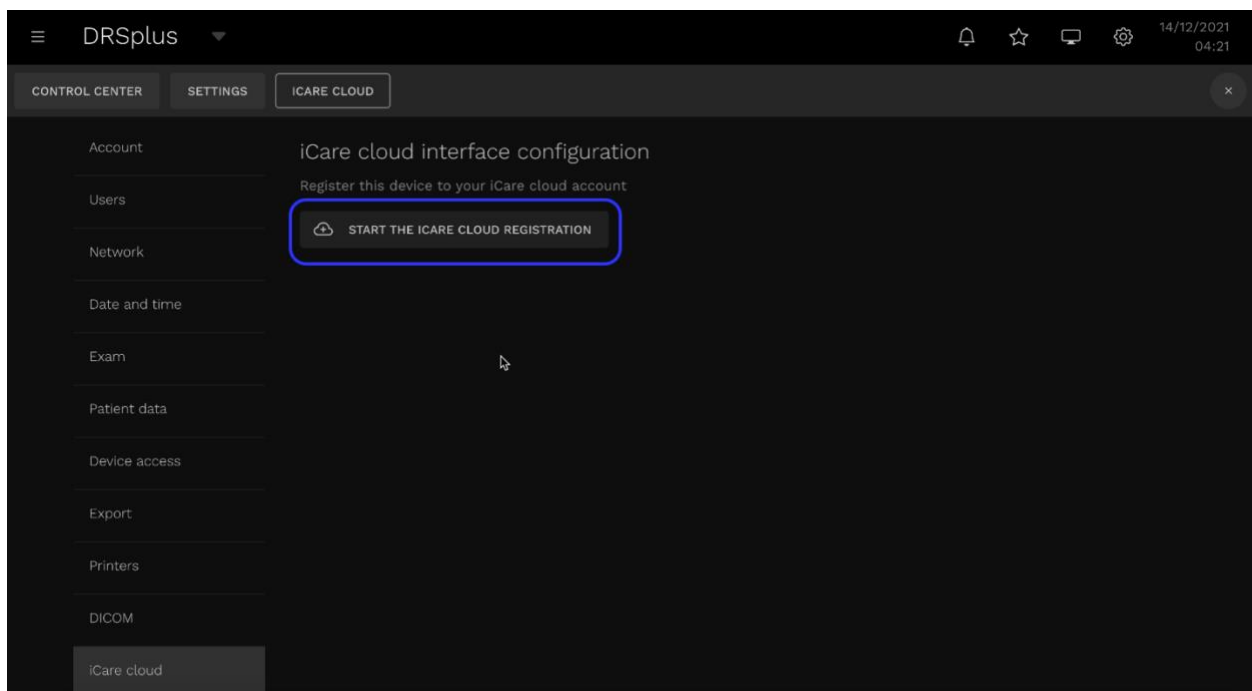 DRSplus
14/12/2021
04:21
CONTROL CENTER
SETTINGS
ICARE CLOUD
Account
Users
Network
Date and time
Exam
Patient data
Device access
Export
Printers
DICOM
iCare cloud
iCare cloud interface configuration
Register this device to your iCare cloud account
START THE ICARE CLOUD REGISTRATION